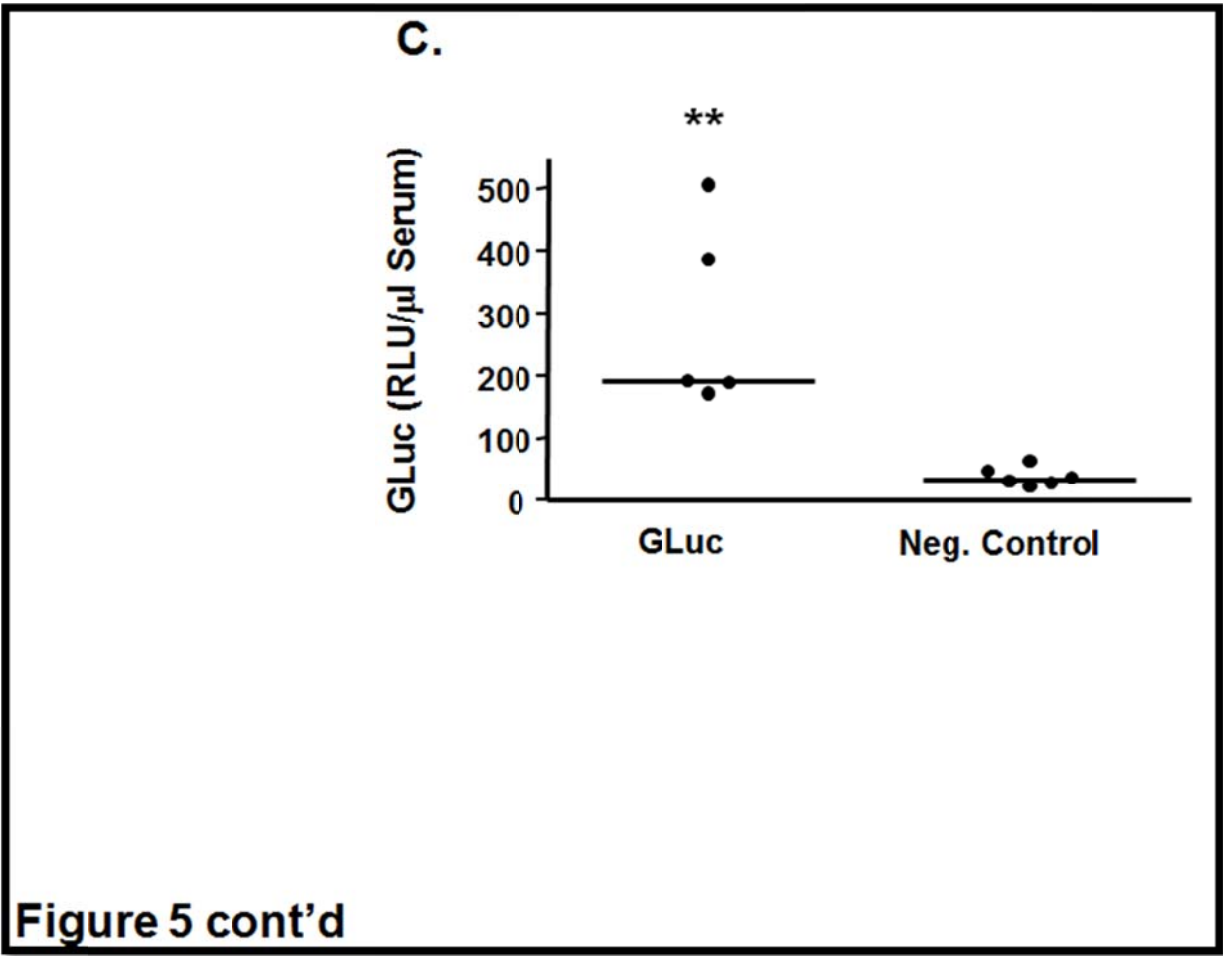 C.
**
GLuc (RLU/µl Serum)
500
400
300
200
100
0
GLuc
Neg. Control
Figure 5 cont’d